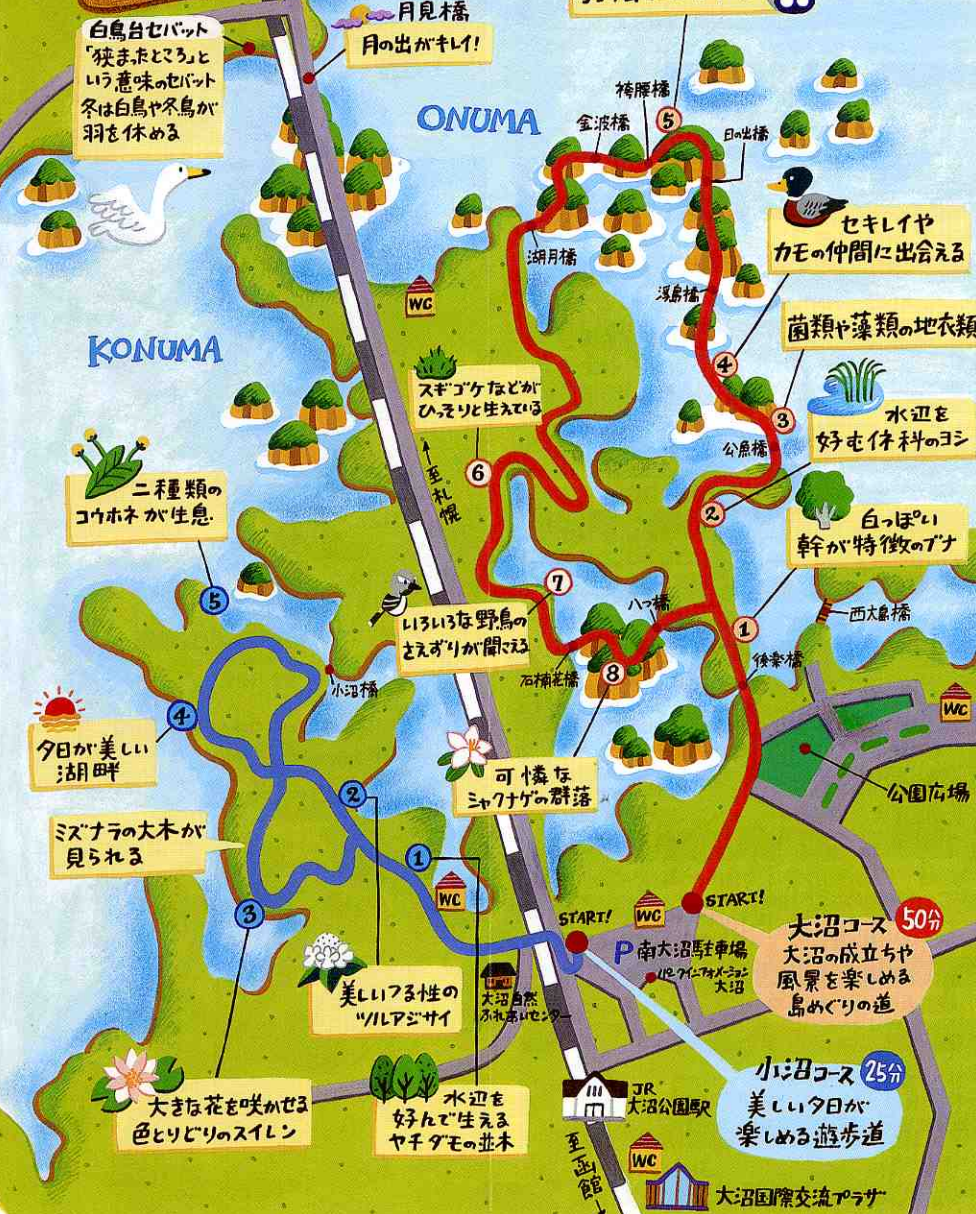 月見橋
月の出がキレイ!
白鳥台セバット
「狭まったところ」と
いう意味のセバット
冬は白鳥や冬鳥が
羽を休める
ONUMA
袴腰橋
金波橋
5
日の出橋
セキレイや
カモの仲間に出会える
湖月橋
浮島橋
WC
菌類や藻類の地衣類
KONUMA
4
スギゴケなどが
ひっそりと生えている
3
水辺を
好むイネ科のヨシ
公魚橋
6
至札幌
2
二種類の
コウホネが生息
白っぽい
幹が特徴のブナ
5
7
いろいろな野鳥の
さえずりが聞こえる
八つ橋
西大島橋
1
後楽橋
小沼橋
石楠花橋
8
4
夕日が美しい
湖畔
WC
可憐な
シャクナゲの群落
公園広場
2
ミズナラの大木が
見られる
1
3
WC
START!
WC
START!
大沼コース 50分
大沼の成立ちや
風景を楽しめる
島めぐりの道
P南大沼駐車場
パークインフォメーション
大沼
美しいつる性の
ツルアジサイ
大沼自然
ふれあいセンター
小沼コース 25分
美しい夕日が
楽しめる遊歩道
大きな花を咲かせる
色とりどりのスイレン
水辺を
好んで生える
ヤチダモの並木
JR
大沼公園駅
至函館
WC
大沼国際交流プラザ